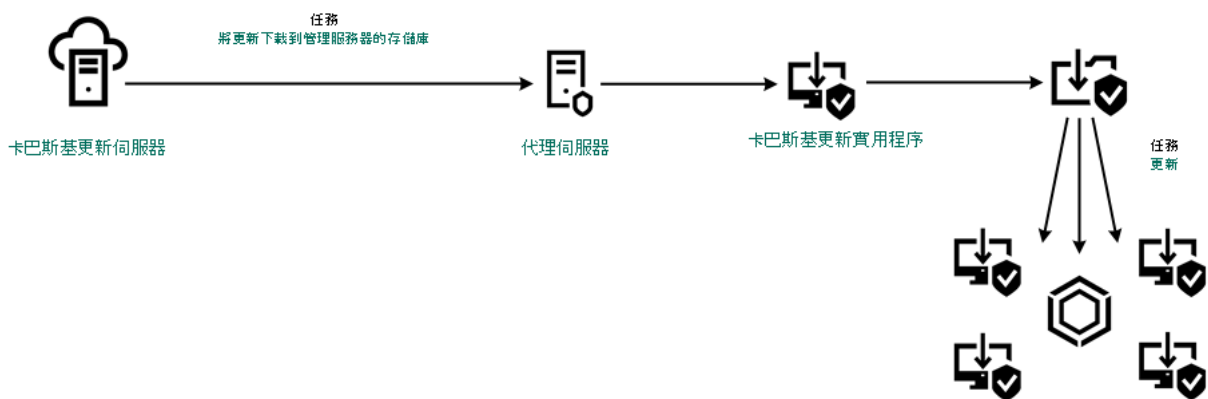 任務
將更新下載到管理服務器的存儲庫
卡巴斯基更新伺服器
代理伺服器
卡巴斯基更新實用程序
任務
更新